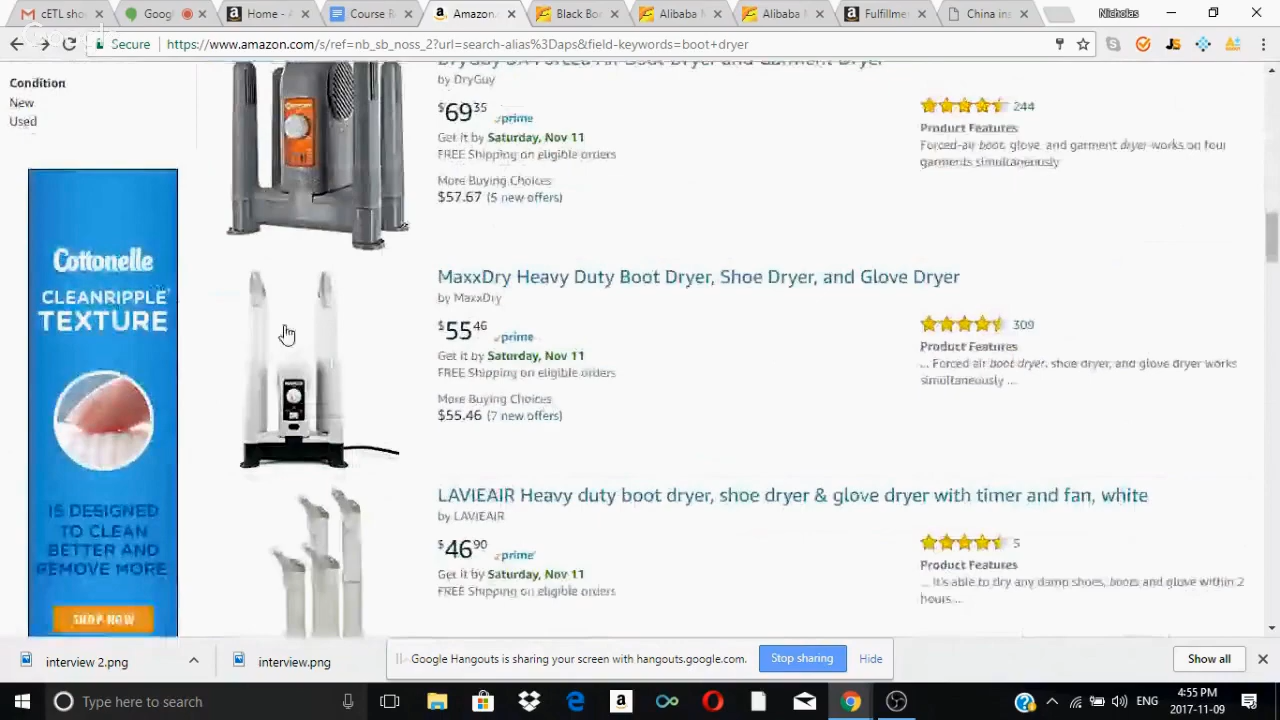 cETL sho
Googl
Home - A
Course R
Amazon
Black Bo
Alibaba M
Alibaba M
Fulfillme
China ins
Nicholas
Secure
https://www.amazon.com/s/ref=nb_sb_noss_2?url=search-alias%3Daps&field-keywords=boot+dryer
Condition
New
Used
DryGuy DX Forced Air Boot Dryer and Garment Dryer
by DryGuy
$69 35 prime
Get it by Saturday, Nov 11
FREE Shipping on eligible orders
More Buying Choices
$57.67 (5 new offers)
244
Product Features
Forced-air boot, glove, and garment dryer works on four
garments simultaneously
MaxxDry Heavy Duty Boot Dryer, Shoe Dryer, and Glove Dryer
by MaxxDry
$55 46 prime
Get it by Saturday, Nov 11
FREE Shipping on eligible orders
More Buying Choices
$55.46 (7 new offers)
309
Product Features
... Forced air boot dryer, shoe dryer, and glove dryer works
simultaneously ...
LAVIEAIR Heavy duty boot dryer, shoe dryer & glove dryer with timer and fan, white
by LAVIEAIR
$46 90 prime
Get it by Saturday, Nov 11
FREE Shipping on eligible orders
5
Product Features
... It's able to dry any damp shoes, boots and glove within 2
hours...
Cottonelle
CLEANRIPPLE
TEXTURE
IS DESIGNED
TO CLEAN
BETTER AND
REMOVE MORE
SHOP NOW
interview 2.png
interview.png
Google Hangouts is sharing your screen with hangouts.google.com.
Stop sharing
Hide
Show all
Type here to search
ENG
4:55 PM
2017-11-09